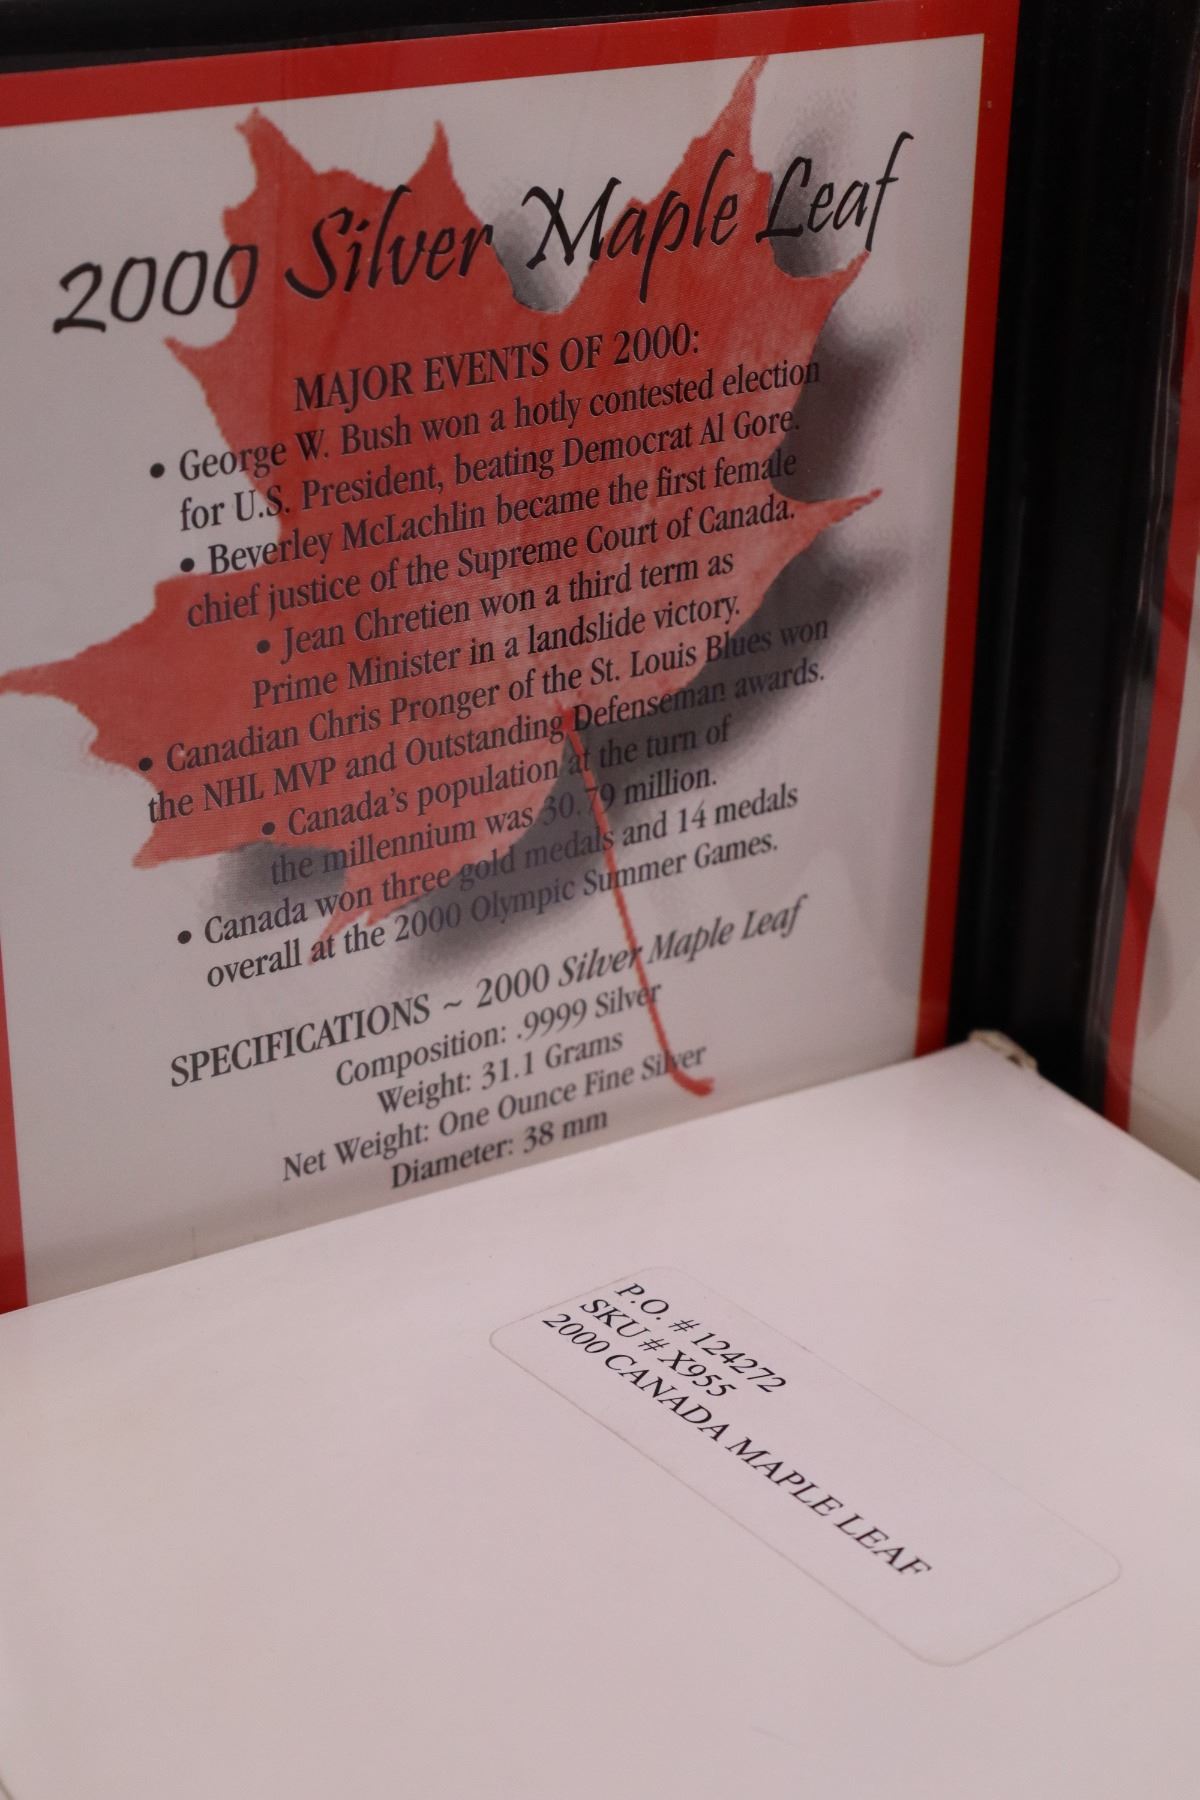 2000 Silver Maple Leaf
MAJOR EVENTS OF 2000:
• George W. Bush won a hotly contested election
for U.S. President, beating Democrat Al Gore.
• Beverley McLachlin became the first female
chief justice of the Supreme Court of Canada.
• Jean Chretien won a third term as
Prime Minister in a landslide victory.
• Canadian Chris Pronger of the St. Louis Blues won
the NHL MVP and Outstanding Defenseman awards.
• Canada's population at the turn of
the millennium was 30.79 million.
• Canada won three gold medals and 14 medals
overall at the 2000 Olympic Summer Games.
SPECIFICATIONS ~ 2000 Silver Maple Leaf
Composition: .9999 Silver
Weight: 31.1 Grams
Net Weight: One Ounce Fine Silver
Diameter: 38 mm
P.O. # 124272
SKU # X955
2000 CANADA MAPLE LEAF